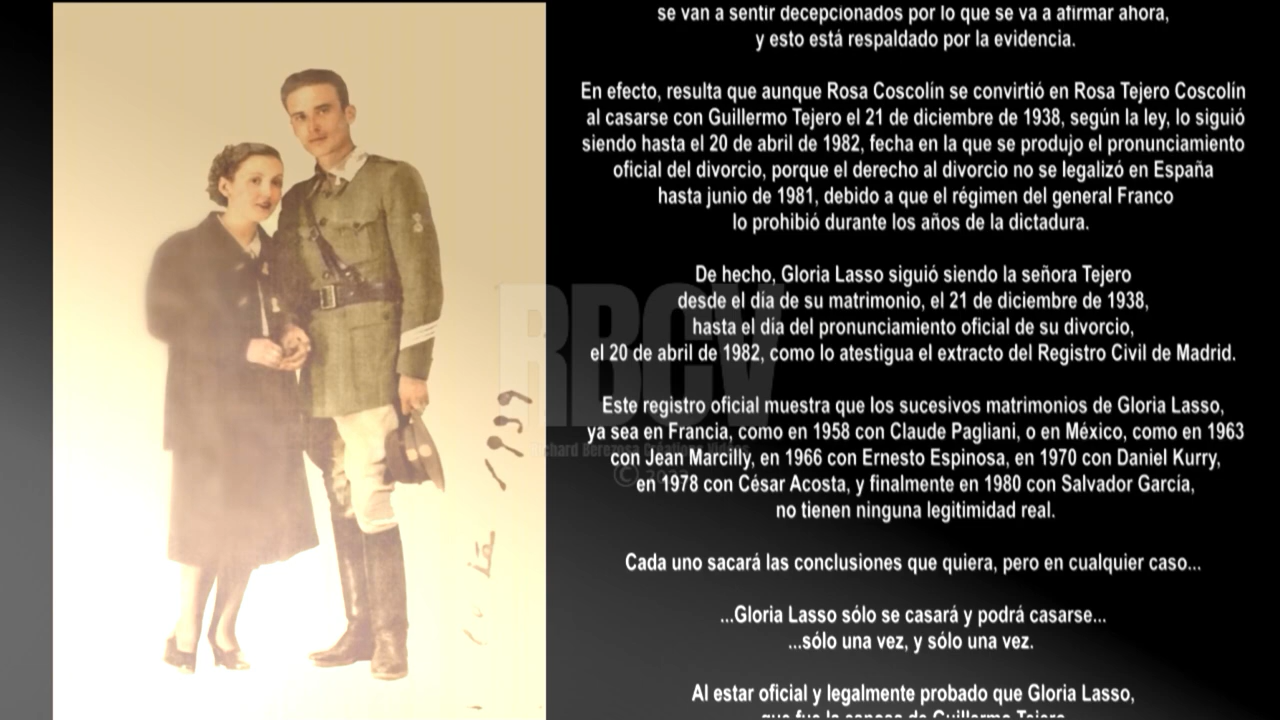 se van a sentir decepcionados por lo que se va a afirmar ahora,
y esto está respaldado por la evidencia.
En efecto, resulta que aunque Rosa Coscolín se convirtió en Rosa Tejero Coscolín
al casarse con Guillermo Tejero el 21 de diciembre de 1938, según la ley, lo siguió
siendo hasta el 20 de abril de 1982, fecha en la que se produjo el pronunciamiento
oficial del divorcio, porque el derecho al divorcio no se legalizó en España
hasta junio de 1981, debido a que el régimen del general Franco
lo prohibió durante los años de la dictadura.
De hecho, Gloria Lasso siguió siendo la señora Tejero
desde el día de su matrimonio, el 21 de diciembre de 1938,
hasta el día del pronunciamiento oficial de su divorcio,
el 20 de abril de 1982, como lo atestigua el extracto del Registro Civil de Madrid.
Este registro oficial muestra que los sucesivos matrimonios de Gloria Lasso,
ya sea en Francia, como en 1958 con Claude Pagliani, o en México, como en 1963
con Jean Marcilly, en 1966 con Ernesto Espinosa, en 1970 con Daniel Kurry,
en 1978 con César Acosta, y finalmente en 1980 con Salvador García,
no tienen ninguna legitimidad real.
Cada uno sacará las conclusiones que quiera, pero en cualquier caso...
...Gloria Lasso sólo se casará y podrá casarse...
...sólo una vez, y sólo una vez.
Al estar oficial y legalmente probado que Gloria Lasso,
que fue la esposa de Guillermo Tejero
RBCV
1939